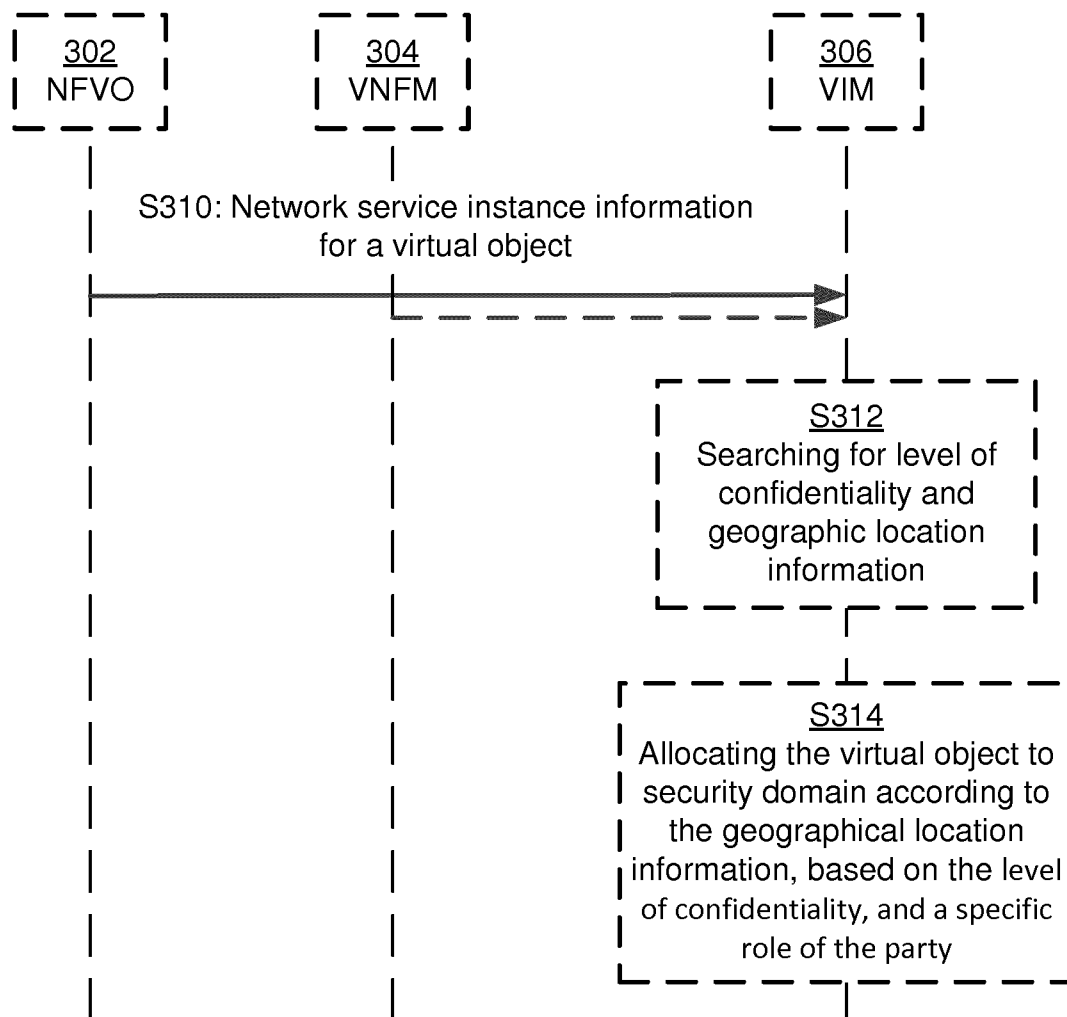 302
NFVO
304
VNFM
306
VIM
S310: Network service instance information
for a virtual object
S312
Searching for level of
confidentiality and
geographic location
information
S314
Allocating the virtual object to
security domain according to
the geographical location
information, based on the level
of confidentiality, and a specific
role of the party